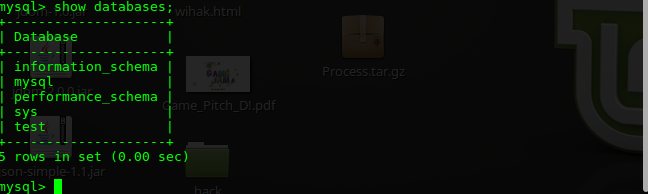 mysql> show databases;
+--------------------+
| Database           |
+--------------------+
| information_schema |
| mysql              |
| performance_schema |
| sys                |
| test               |
+--------------------+
5 rows in set (0.00 sec)
mysql>
wihak.html
Process.tar.gz
Game_Pitch_D!.pdf
json-simple-1.1.jar
back